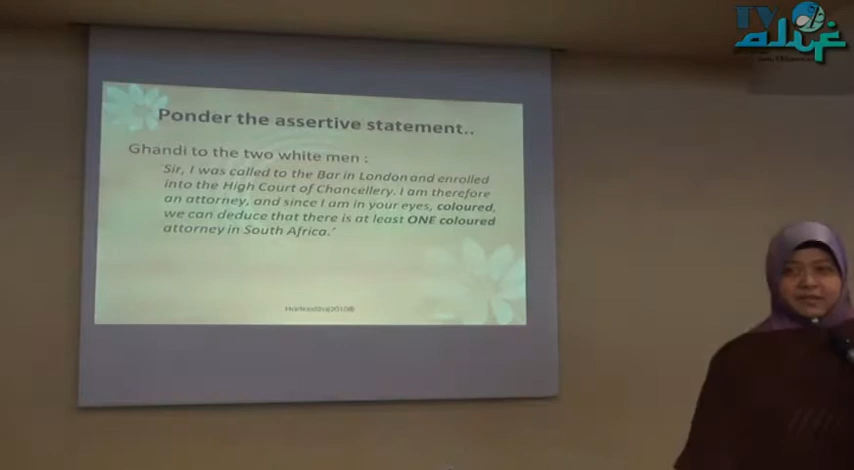 TV
alufe
Ponder the assertive statement..
Ghandi to the two white men :
'Sir, I was called to the Bar in London and enrolled
into the High Court of Chancellery. I am therefore
an attorney, and since I am in your eyes, coloured,
we can deduce that there is at least ONE coloured
attorney in South Africa.'